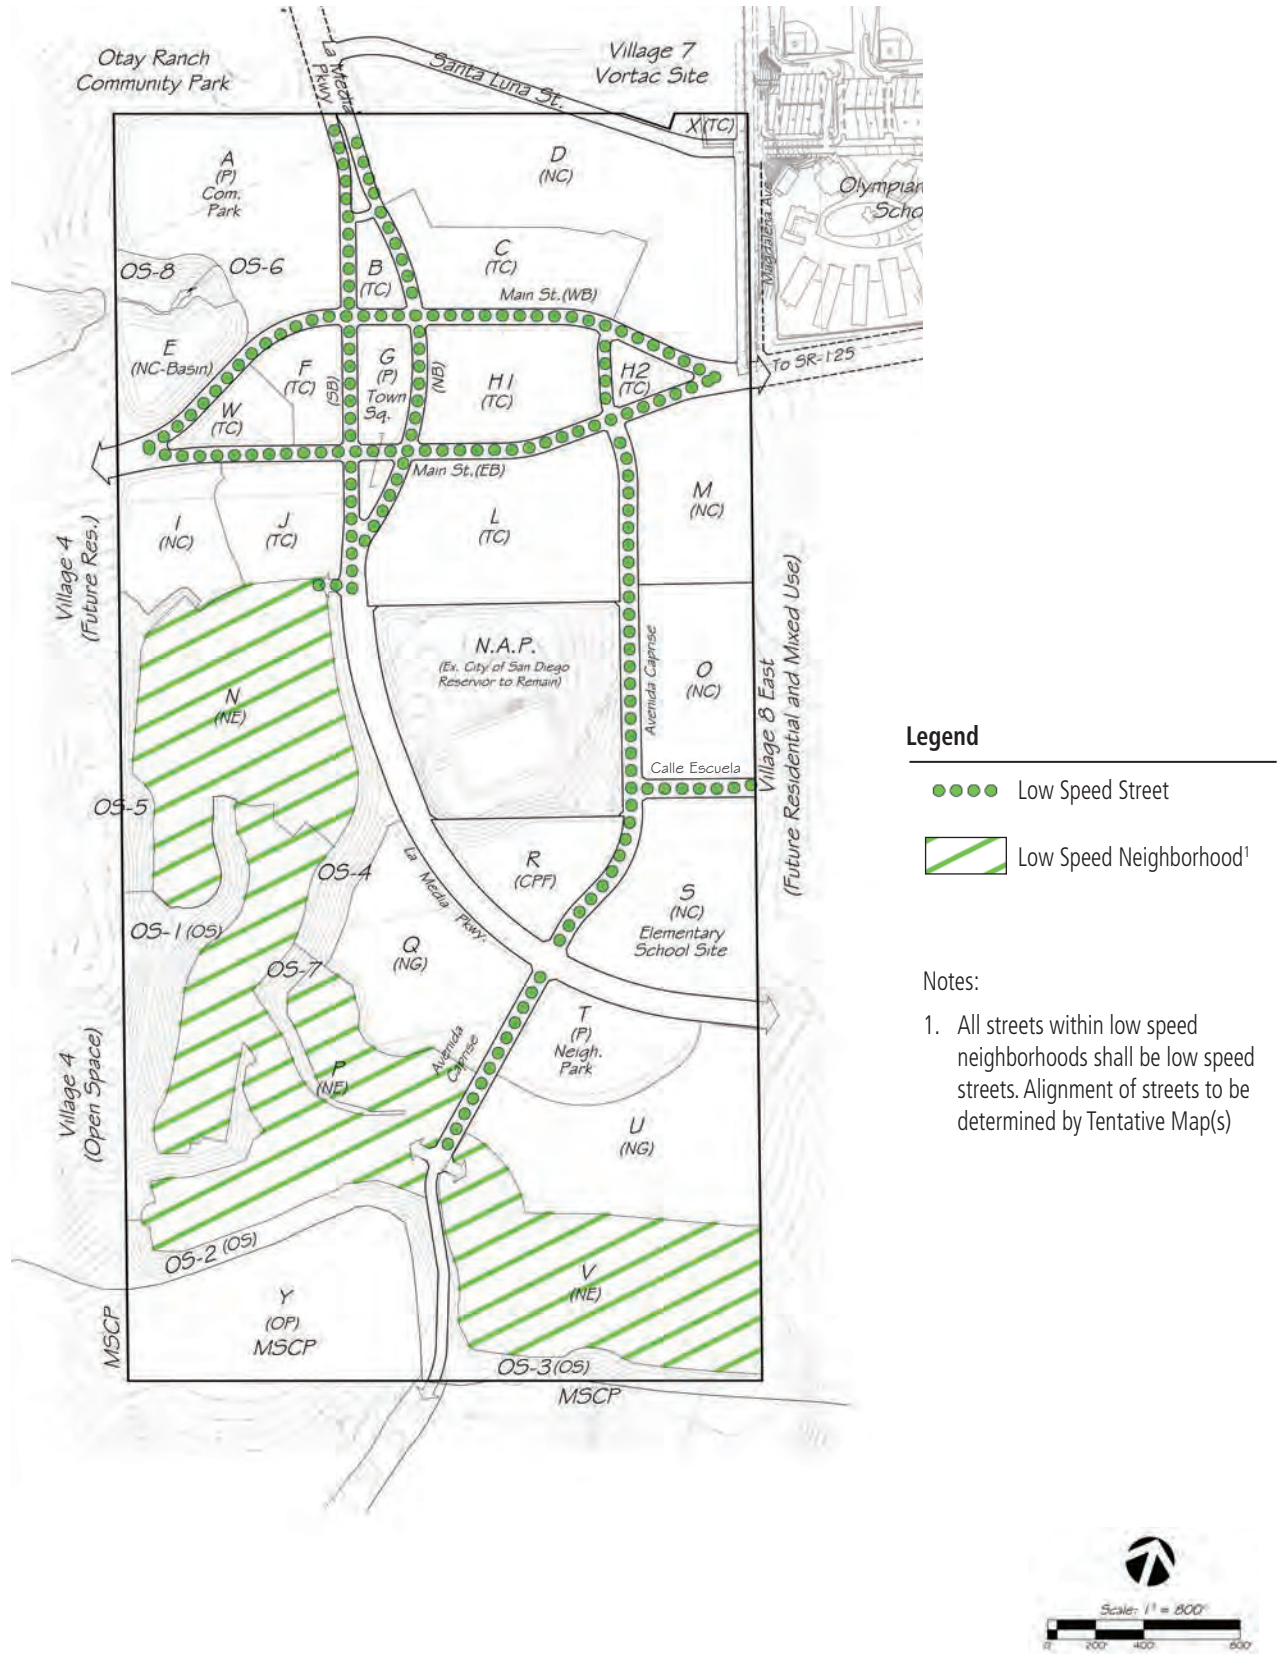 Otay Ranch
Community Park
La Media
Pkwy
Santa Luna St.
Village 7
Vortac Site
X (TC)
A
(P)
Com.
Park
D
(NC)
Olympian
Scho
Magdalena Ave
OS-8
OS-6
B
(TC)
C
(TC)
Main St.(WB)
E
(NC-Basin)
F
(TC)
(SB)
G
(P)
Town
Sq.
(NB)
H1
(TC)
H2
(TC)
To SR-125
W
(TC)
Main St.(EB)
I
(NC)
J
(TC)
L
(TC)
M
(NC)
Village 4
(Future Res.)
N.A.P.
(Ex. City of San Diego
Reservior to Remain)
Avenida Caprise
O
(NC)
Village 8 East
(Future Residential and Mixed Use)
N
(NE)
Calle Escuela
OS-5
OS-4
La Media Pkwy.
R
(CPF)
S
(NC)
Elementary
School Site
OS-1 (OS)
Q
(NG)
OS-7
T
(P)
Neigh.
Park
Avenida
Caprise
P
(NE)
Village 4
(Open Space)
U
(NG)
OS-2 (OS)
V
(NE)
Y
(OP)
MSCP
MSCP
OS-3 (OS)
MSCP
Legend
Low Speed Street
Low Speed Neighborhood1
Notes:
1. All streets within low speed
neighborhoods shall be low speed
streets. Alignment of streets to be
determined by Tentative Map(s)
Scale: 1" = 800'
0' 200' 400' 800'